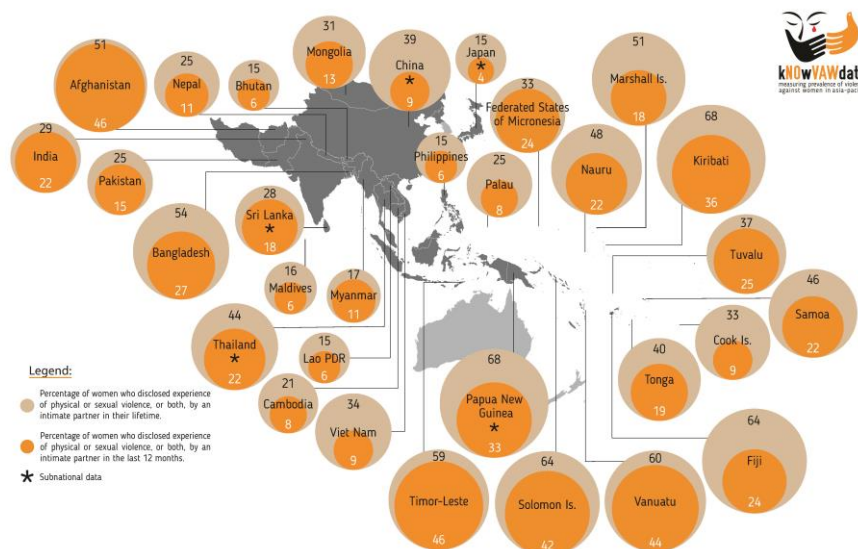 51
Afghanistan
46
25
Nepal
11
15
Bhutan
6
31
Mongolia
13
39
China
*
9
15
Japan
*
4
33
Federated States
of Micronesia
24
51
Marshall Is.
18
kNOwVAWdat
measuring prevalence of violen
against women in asia-pacif
29
India
22
25
Pakistan
15
15
Philippines
6
25
Palau
8
48
Nauru
22
68
Kiribati
36
54
Bangladesh
27
28
Sri Lanka
*
18
16
Maldives
6
17
Myanmar
11
37
Tuvalu
25
46
Samoa
22
33
Cook Is.
9
44
Thailand
*
22
15
Lao PDR
6
21
Cambodia
8
34
Viet Nam
9
68
Papua New
Guinea
*
33
40
Tonga
19
59
Timor-Leste
46
64
Solomon Is.
42
60
Vanuatu
44
64
Fiji
24
Legend:
Percentage of women who disclosed experience
of physical or sexual violence, or both, by an
intimate partner in their lifetime.
Percentage of women who disclosed experience
of physical or sexual violence, or both, by an
intimate partner in the last 12 months.
* Subnational data